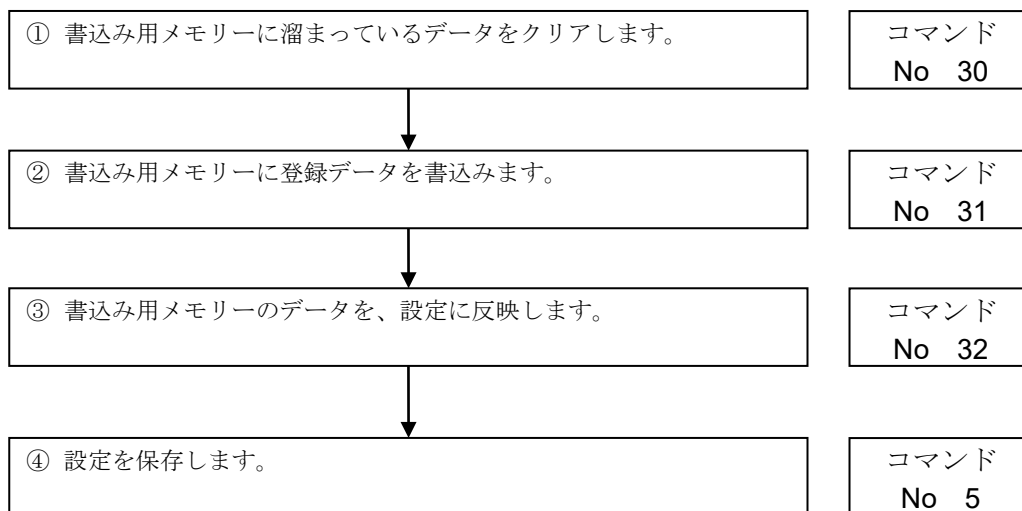 ① 書込み用メモリーに溜まっているデータをクリアします。
コマンド
No 30
② 書込み用メモリーに登録データを書込みます。
コマンド
No 31
③ 書込み用メモリーのデータを、設定に反映します。
コマンド
No 32
④ 設定を保存します。
コマンド
No 5